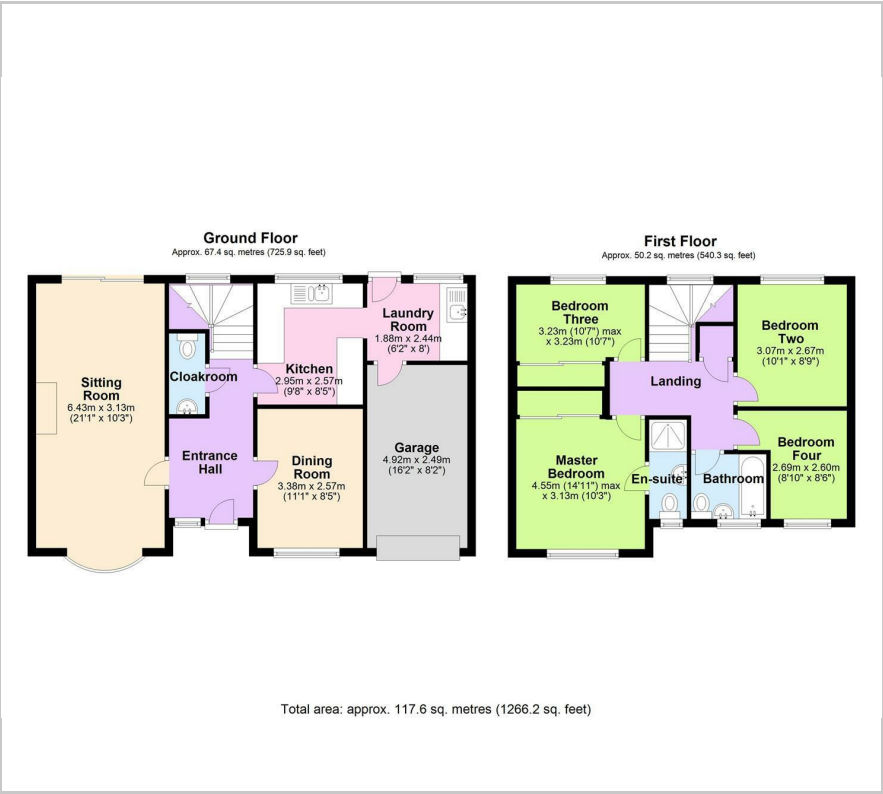 Ground Floor
Approx. 67.4 sq. metres (725.9 sq. feet)
Sitting
Room
6.43m x 3.13m
(21'1" x 10'3")
Cloakroom
Entrance
Hall
Kitchen
2.95m x 2.57m
(9'8" x 8'5")
Dining
Room
3.38m x 2.57m
(11'1" x 8'5")
Laundry
Room
1.88m x 2.44m
(6'2" x 8')
Garage
4.92m x 2.49m
(16'2" x 8'2")
First Floor
Approx. 50.2 sq. metres (540.3 sq. feet)
Bedroom
Three
3.23m (10'7") max
x 3.23m (10'7")
Landing
Bedroom
Two
3.07m x 2.67m
(10'1" x 8'9")
Master
Bedroom
4.55m (14'11") max
x 3.13m (10'3")
En-suite
Bathroom
Bedroom
Four
2.69m x 2.60m
(8'10" x 8'6")
Total area: approx. 117.6 sq. metres (1266.2 sq. feet)